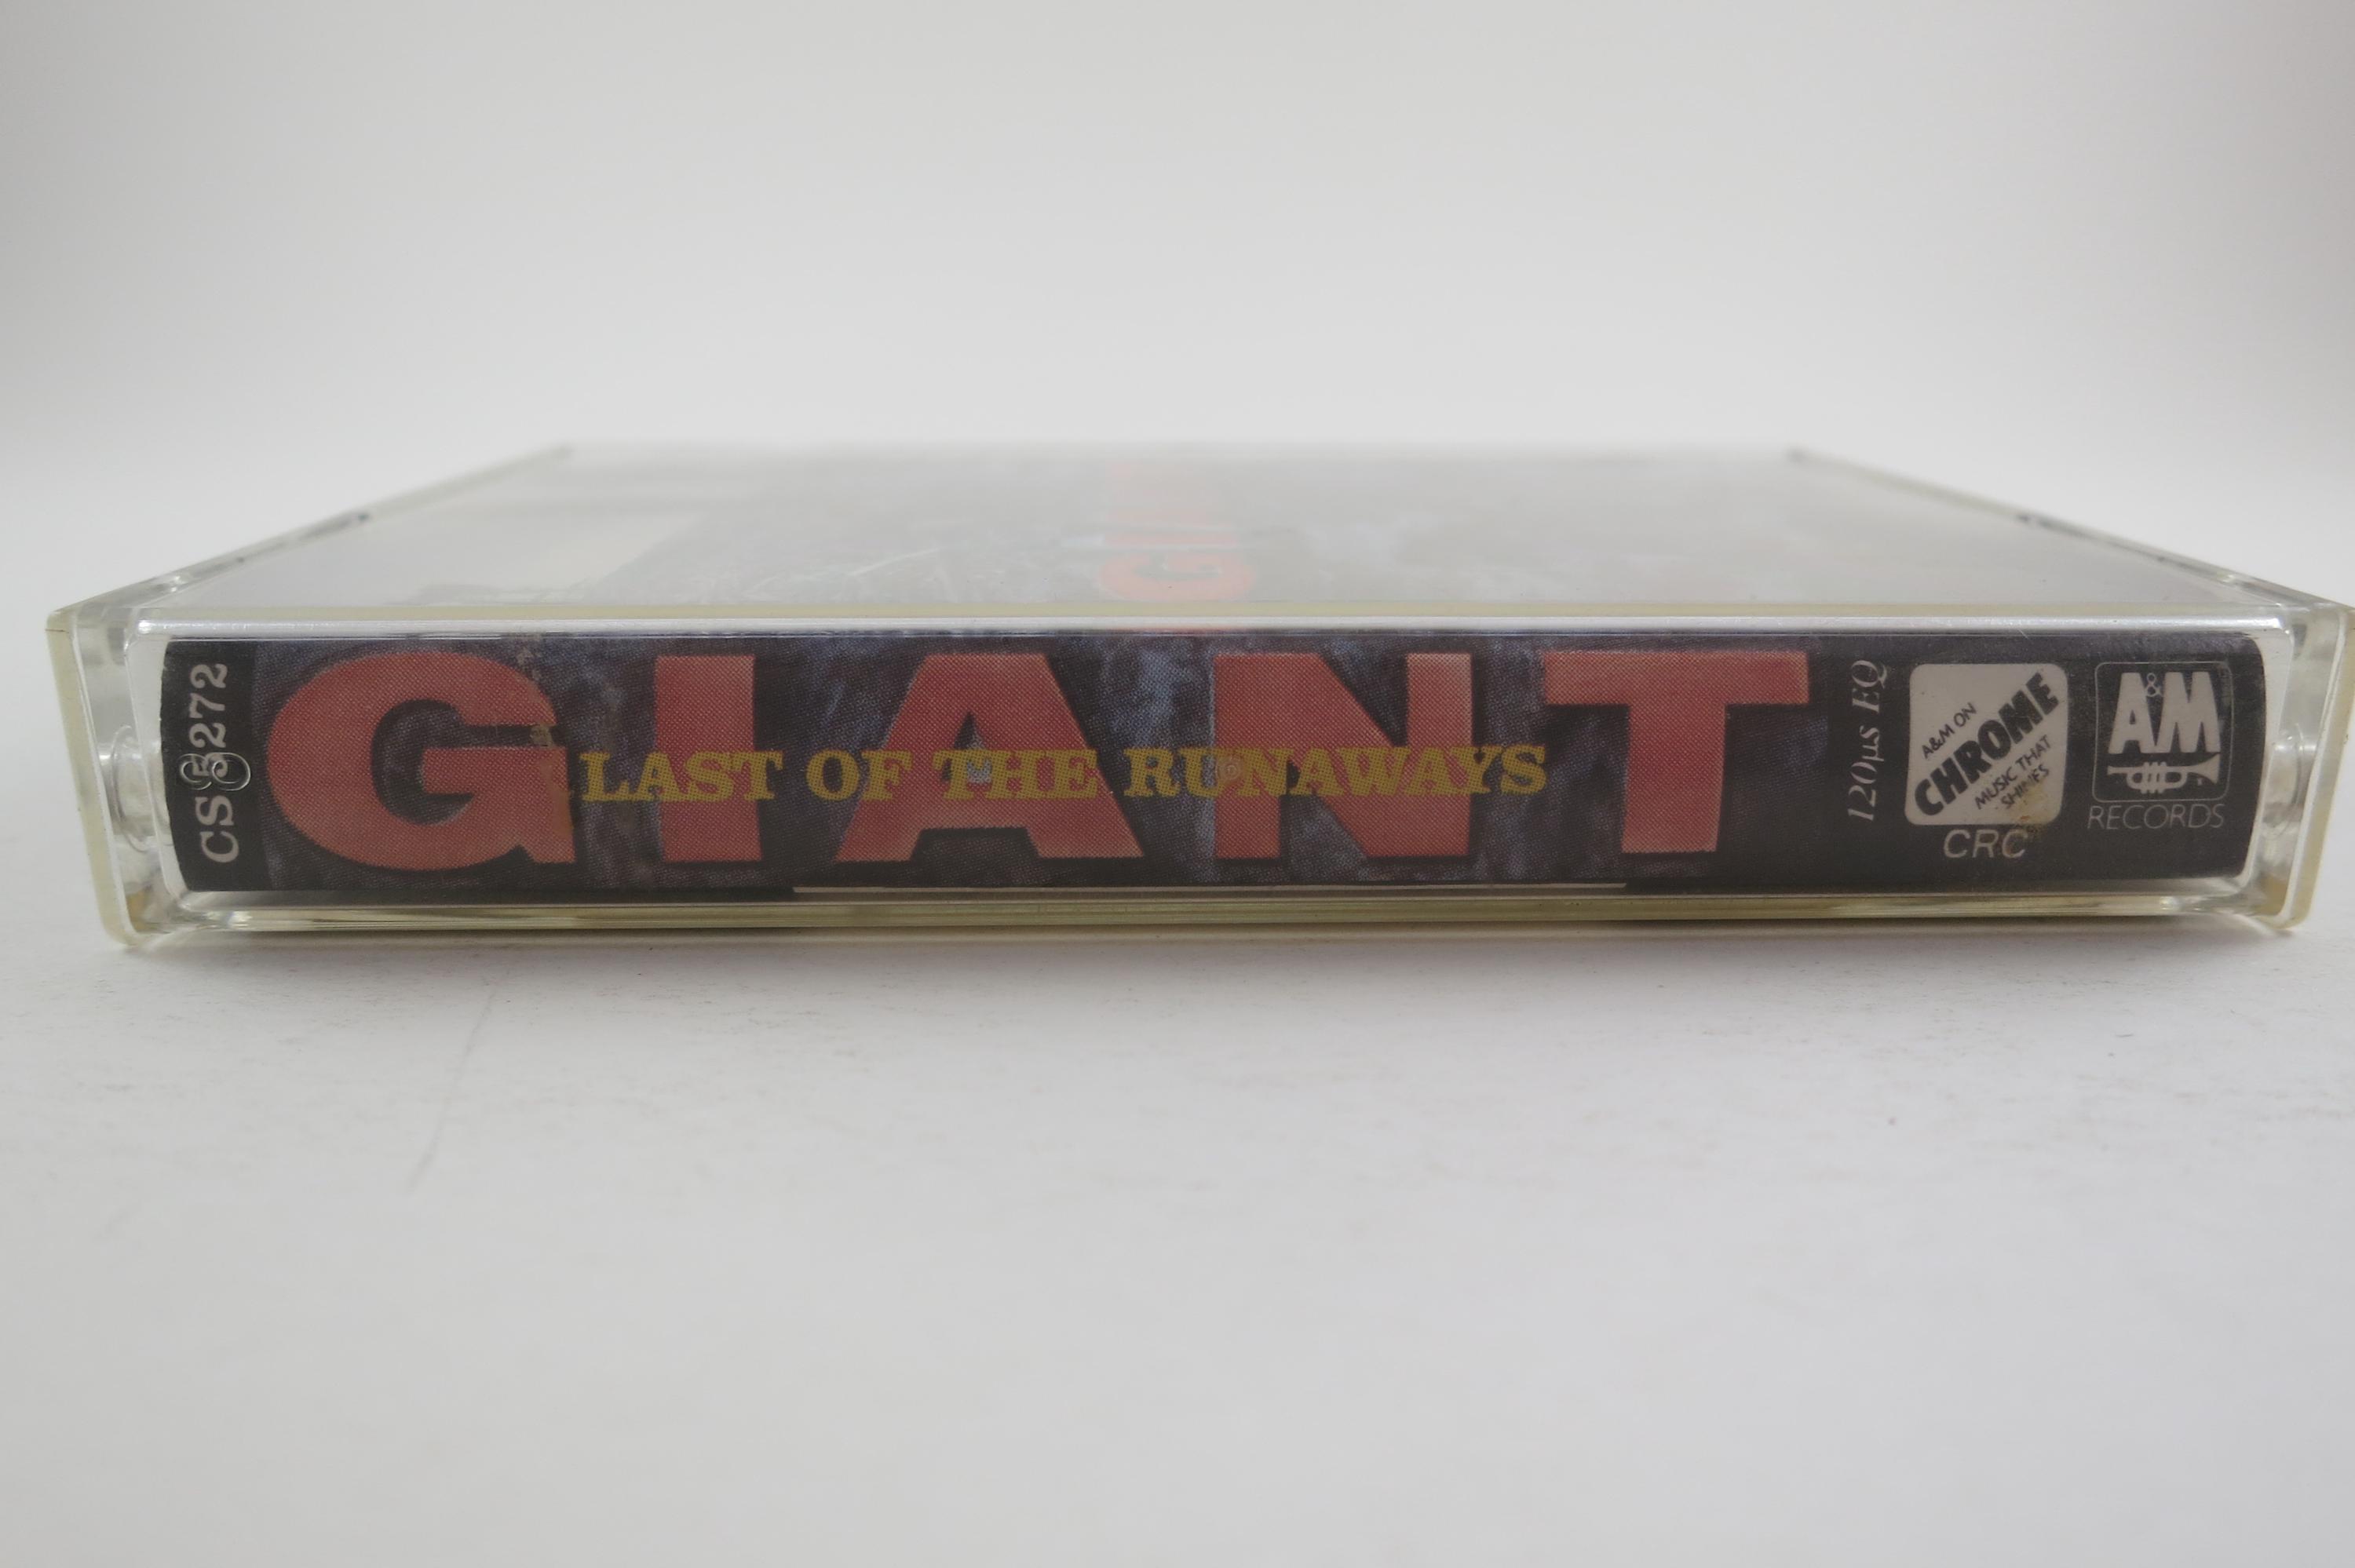 CS 5272
GIANT
LAST OF THE RUNAWAYS
120µs EQ
A&M ON
CHROME
MUSIC THAT
SHINES
CRC
A&M
RECORDS